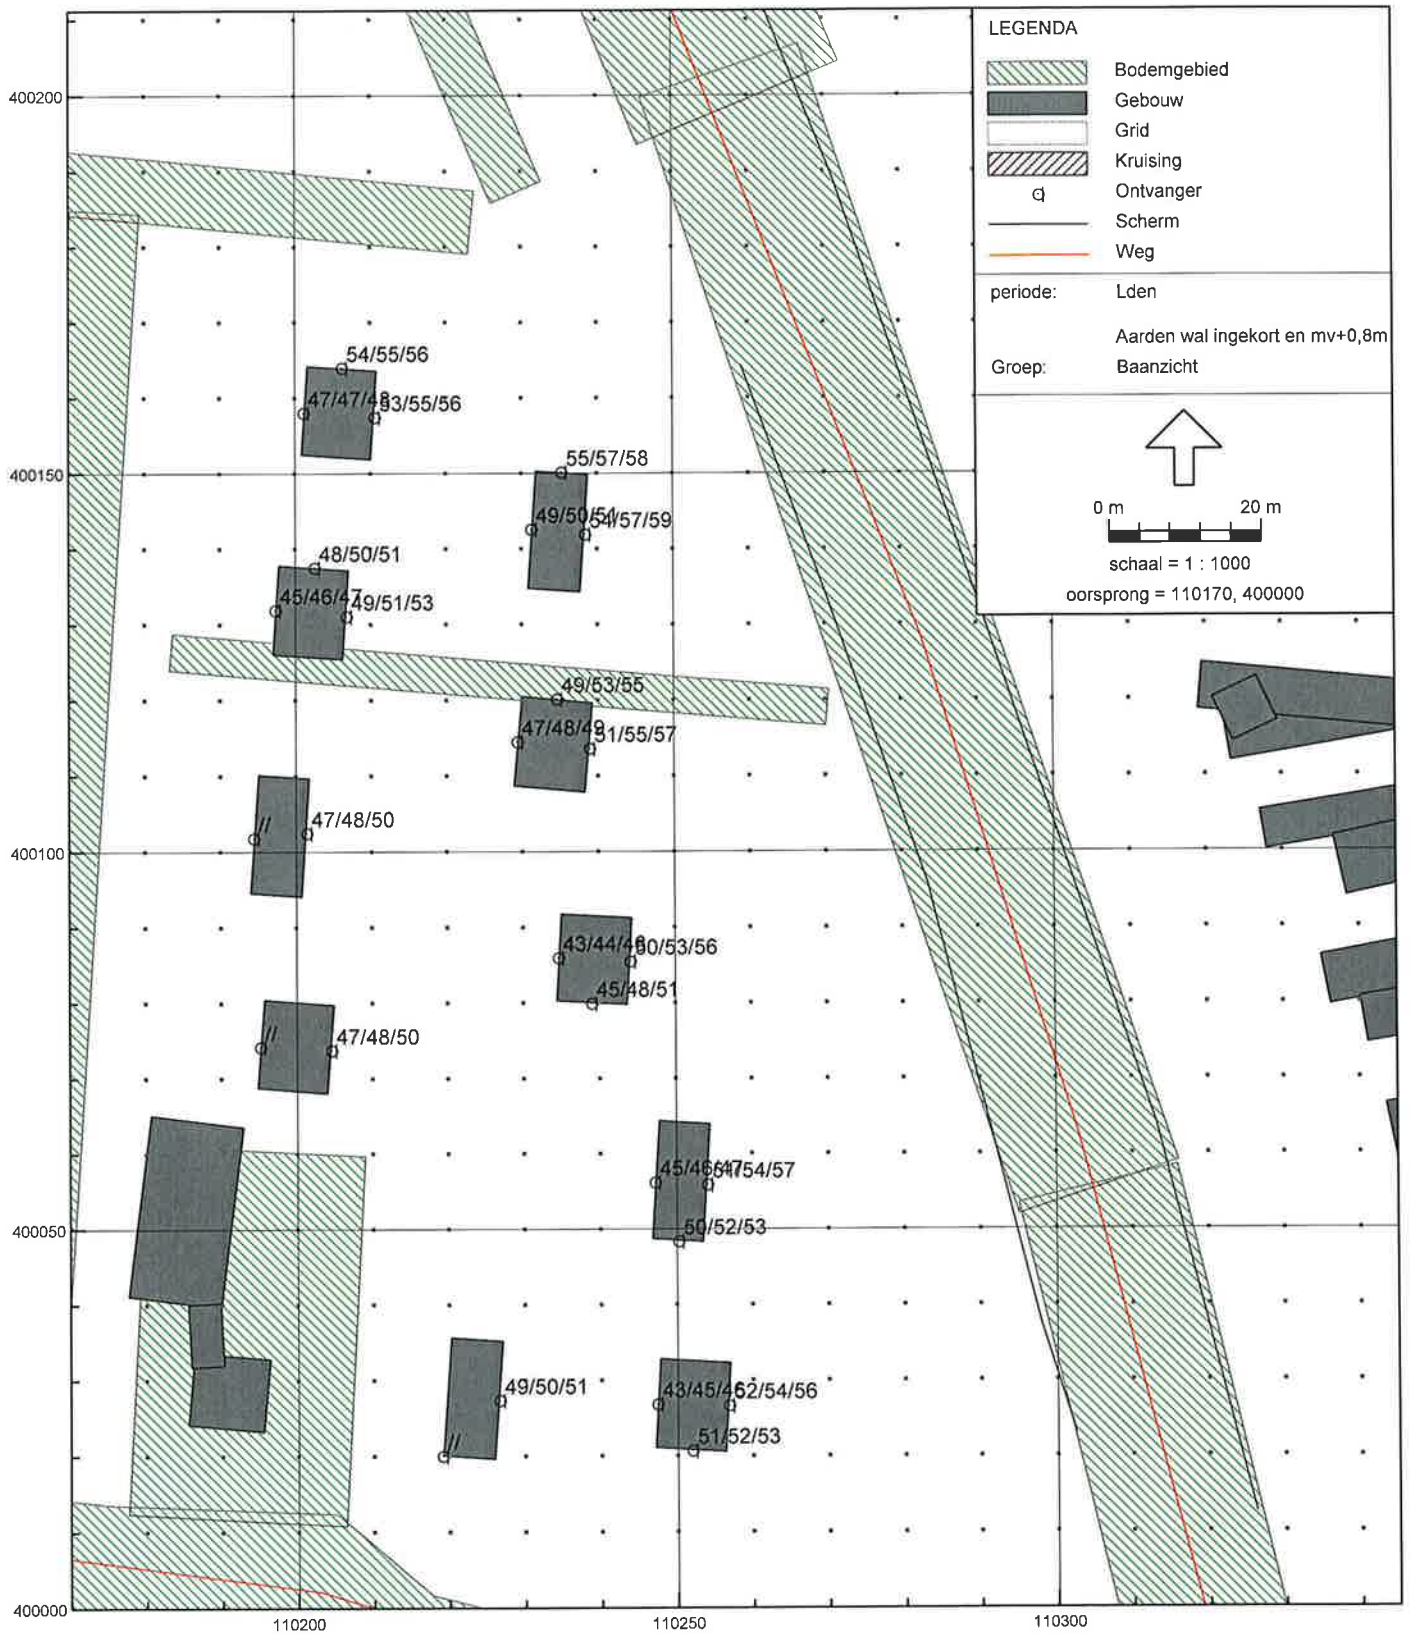 LEGENDA
Bodemgebied
Gebouw
Grid
Kruising
Ontvanger
Scherm
Weg
periode: Lden
Aarden wal ingekort en mv+0,8m
Groep: Baanzicht
0 m 20 m
schaal = 1 : 1000
oorsprong = 110170, 400000
400200
54/55/56
47/47/48 53/55/56
400150
55/57/58
49/50/51 54/57/59
48/50/51
45/46/47 49/51/53
49/53/55
47/48/49 51/55/57
// 47/48/50
400100
43/44/46 50/53/56
45/48/51
// 47/48/50
45/46/47 51/54/57
400050
50/52/53
49/50/51
//
43/45/46 52/54/56
51/52/53
400000
110200 110250 110300